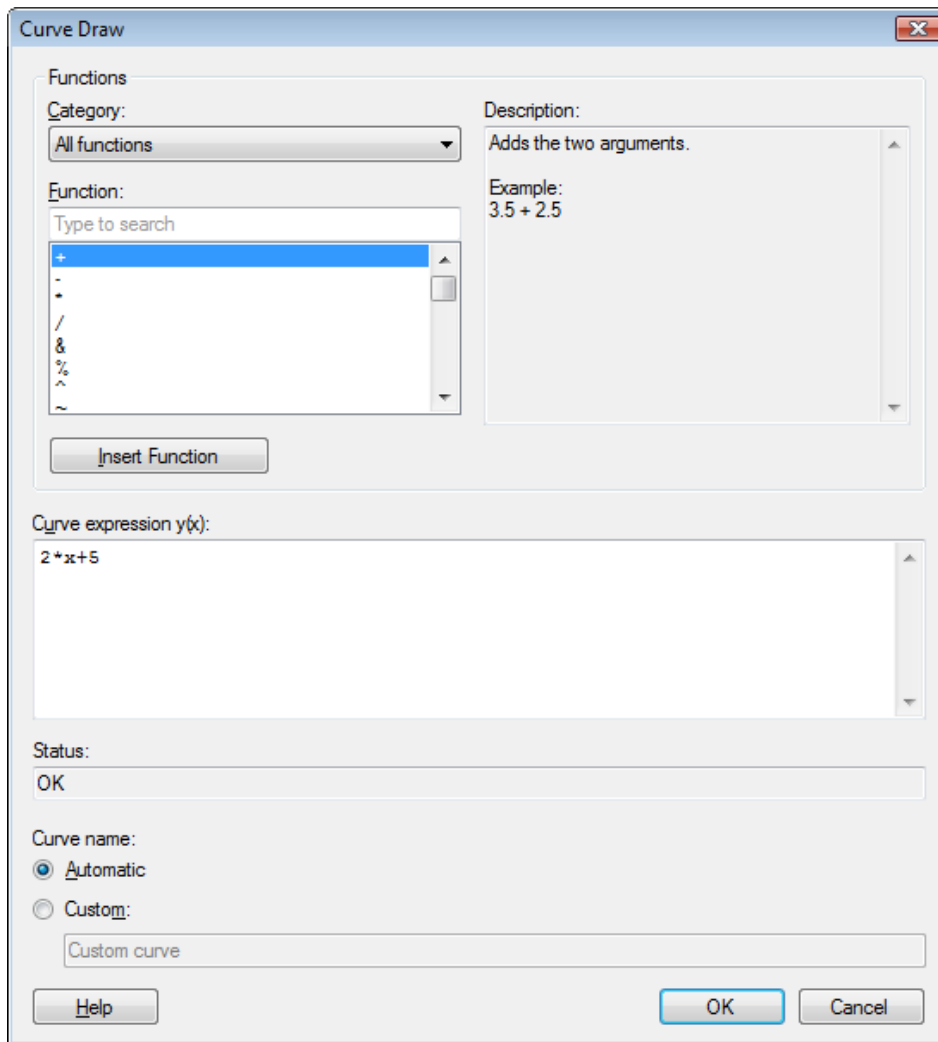 Curve Draw
Functions
Category:
All functions
Function:
Type to search
+
-
*
/
&
%
^
~
Insert Function
Description:
Adds the two arguments.
Example:
3.5 + 2.5
Curve expression y(x):
2*x+5
Status:
OK
Curve name:
Automatic
Custom:
Custom curve
Help
OK
Cancel